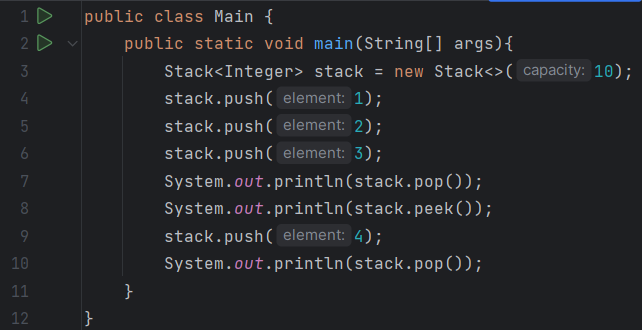 1 public class Main {
2 public static void main(String[] args){
3 Stack<Integer> stack = new Stack<>( capacity: 10);
4 stack.push( element: 1);
5 stack.push( element: 2);
6 stack.push( element: 3);
7 System.out.println(stack.pop());
8 System.out.println(stack.peek());
9 stack.push( element: 4);
10 System.out.println(stack.pop());
11 }
12 }